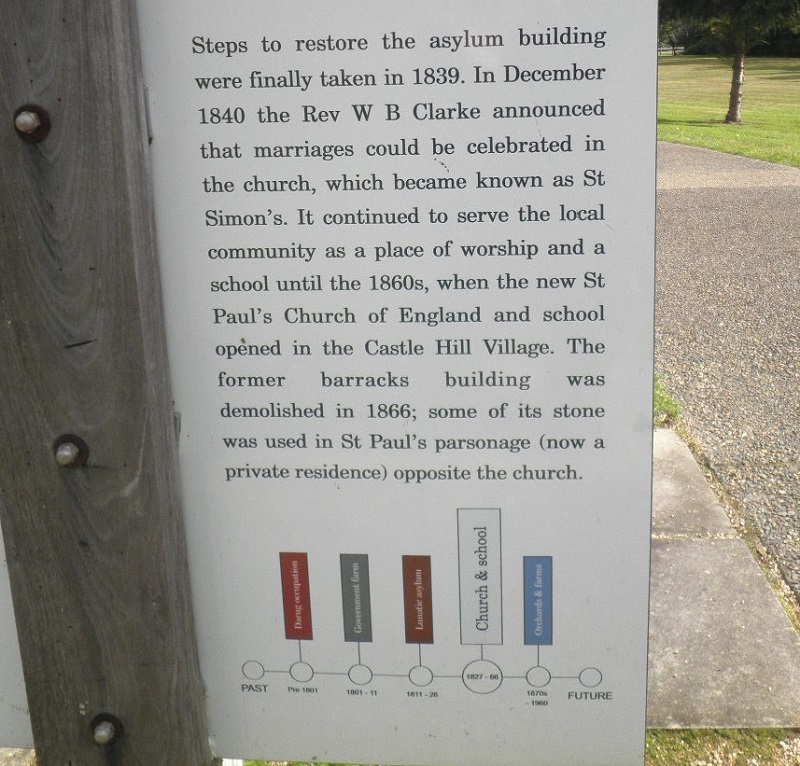 Steps to restore the asylum building
were finally taken in 1839. In December
1840 the Rev W B Clarke announced
that marriages could be celebrated in
the church, which became known as St
Simon's. It continued to serve the local
community as a place of worship and a
school until the 1860s, when the new St
Paul's Church of England and school
opened in the Castle Hill Village. The
former barracks building was
demolished in 1866; some of its stone
was used in St Paul's parsonage (now a
private residence) opposite the church.
Darug occupation
Government farm
Lunatic asylum
Church & school
Orchards & farms
PAST
Pre 1801
1801 - 11
1811 - 26
1827 - 66
1870s
- 1960
FUTURE